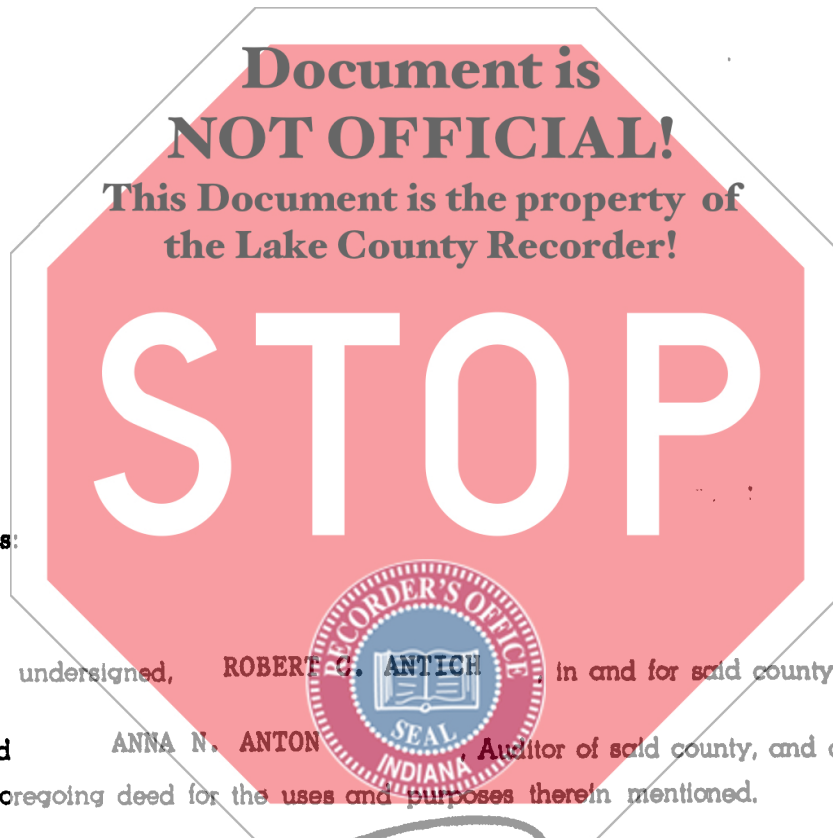 Document is
NOT OFFICIAL!
This Document is the property of
the Lake County Recorder!
STOP
s:
RECORDER'S OFFICE
SEAL
INDIANA
undersigned, ROBERT G. ANTICH , in and for said county
d ANNA N. ANTON , Auditor of said county, and
oregoing deed for the uses and purposes therein mentioned.